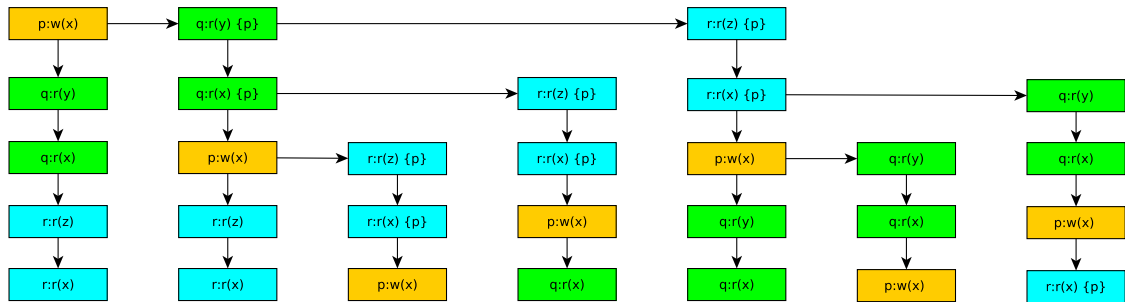 p:w(x)
q:r(y) {p}
r:r(z) {p}
q:r(y)
q:r(x) {p}
r:r(z) {p}
r:r(x) {p}
q:r(y)
q:r(x)
p:w(x)
r:r(z) {p}
r:r(x) {p}
p:w(x)
q:r(y)
q:r(x)
r:r(z)
r:r(z)
r:r(x) {p}
p:w(x)
q:r(y)
q:r(x)
p:w(x)
r:r(x)
r:r(x)
p:w(x)
q:r(x)
q:r(x)
p:w(x)
r:r(x) {p}